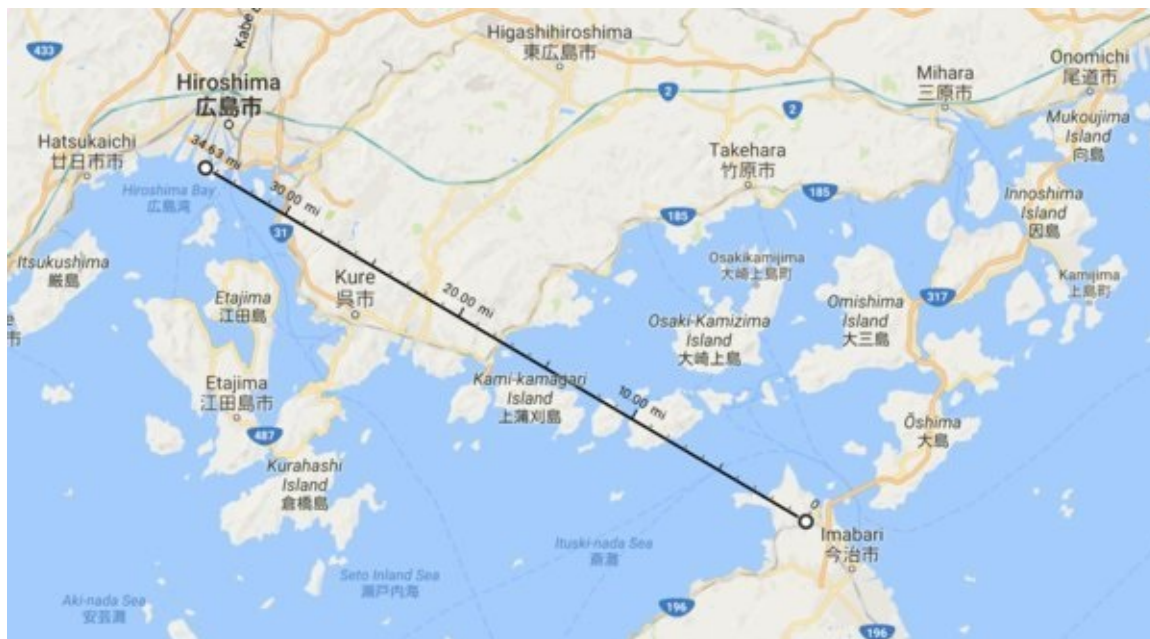 433
Kabe
Hiroshima
広島市
Higashihiroshima
東広島市
Onomichi
尾道市
Mihara
三原市
2
2
Mukoujima
Island
向島
Hatsukaichi
廿日市市
34.63 mi
Takehara
竹原市
Hiroshima Bay
広島湾
30.00 mi
185
185
Innoshima
Island
因島
31
Itsukushima
厳島
Kure
呉市
Osakikamijima
大崎上島町
Kamijima
上島町
Etajima
江田島
20.00 mi
317
Omishima
Island
大三島
Osaki-Kamizima
Island
大崎上島
e
市
Etajima
江田島市
Kami-kamagari
Island
上蒲刈島
10.00 mi
Ōshima
大島
487
Kurahashi
Island
倉橋島
0
Imabari
今治市
Ituski-nada Sea
斎灘
Seto Inland Sea
瀬戸内海
Aki-nada Sea
安芸灘
196
196